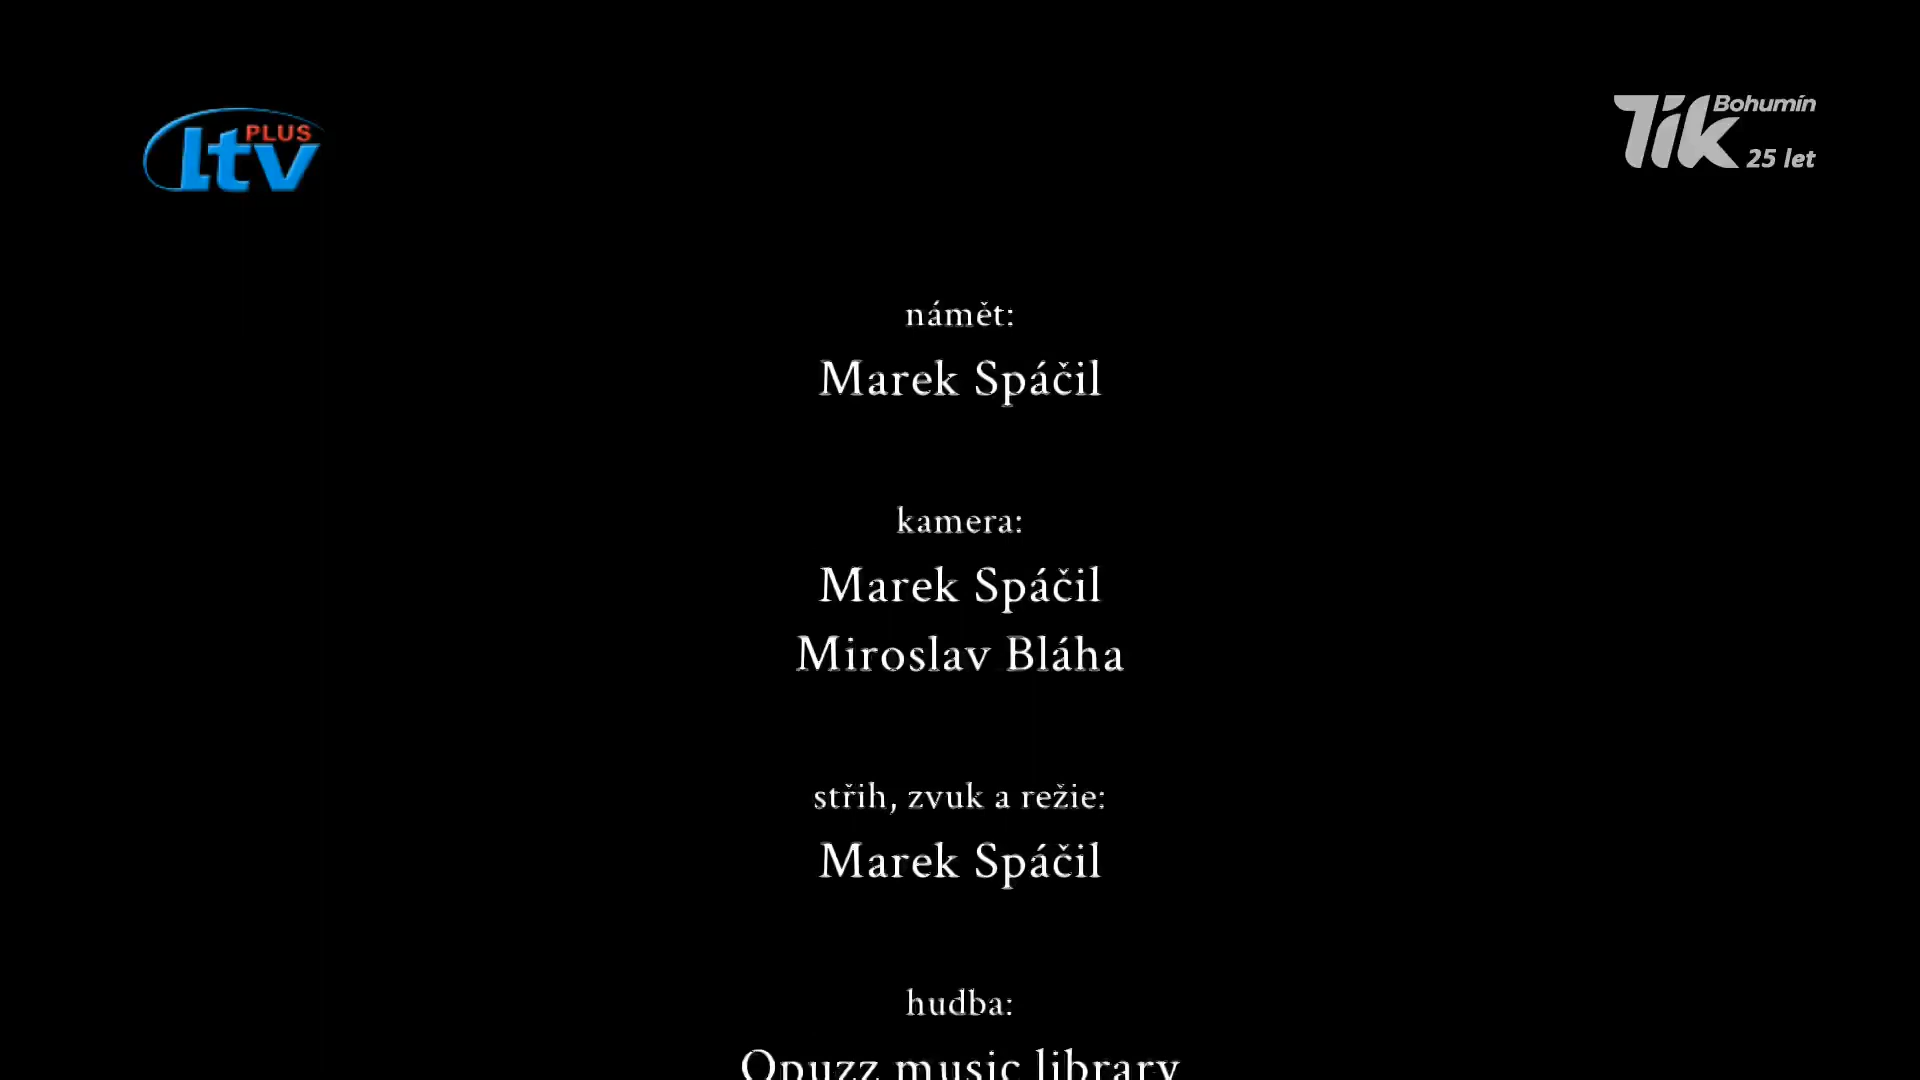 ltv PLUS
Tik Bohumín
25 let
námět:
Marek Spáčil
kamera:
Marek Spáčil
Miroslav Bláha
střih, zvuk a režie:
Marek Spáčil
hudba:
Opuzz music library